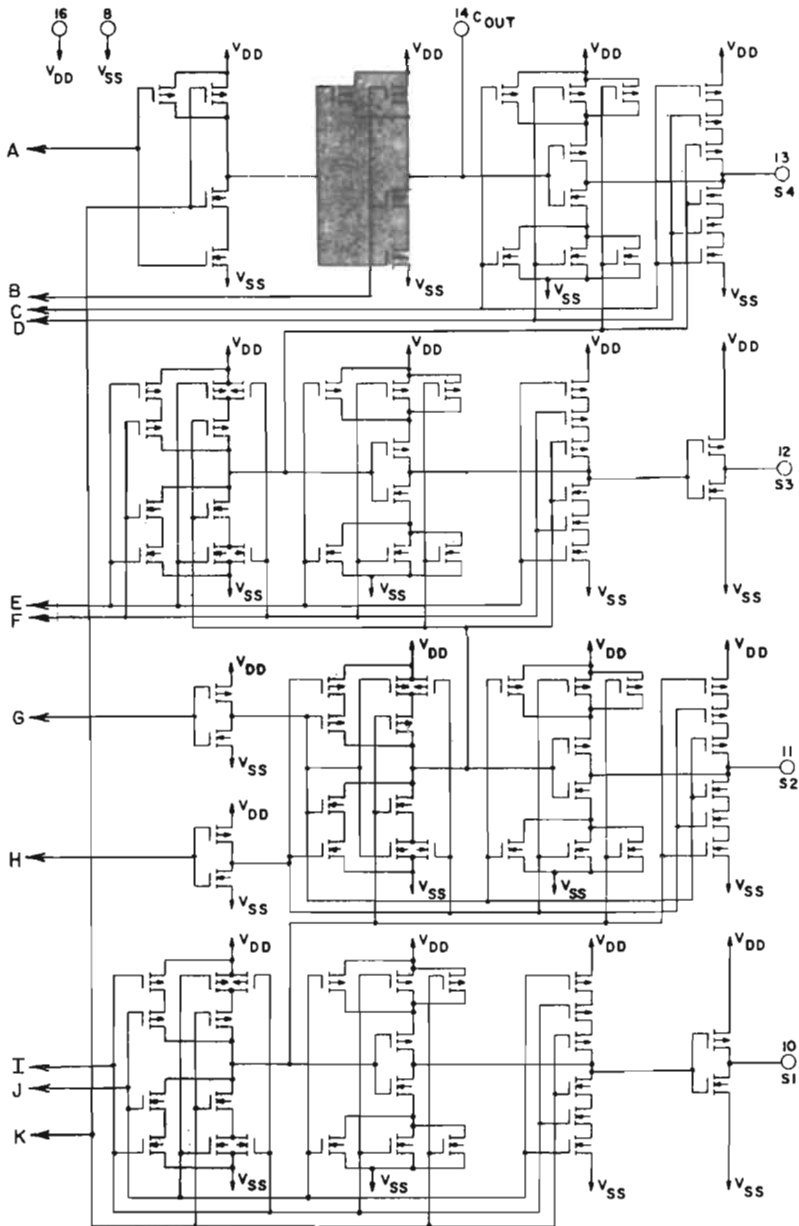 16 8 14 COUT
VDD VSS
VDD VDD VDD VDD
A
13
S4
VSS VSS VSS VSS
B
C
D
VDD VDD VDD VDD
12
S3
VSS VSS VSS VSS
E
F
VDD VDD VDD VDD
G
VSS
11
S2
VDD
H
VSS VSS VSS VSS
VDD VDD VDD VDD
I
10
S1
J
K
VSS VSS VSS VSS